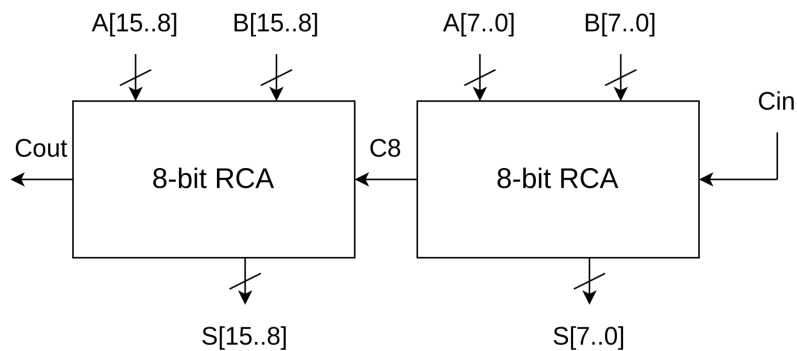 A[15..8] B[15..8] A[7..0] B[7..0]
Cin
Cout C8
8-bit RCA 8-bit RCA
S[15..8] S[7..0]